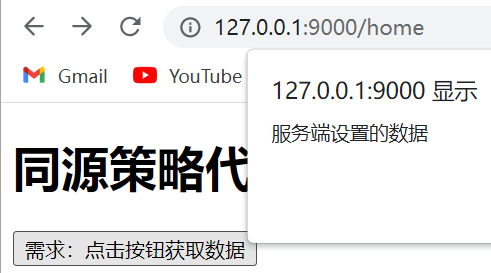 127.0.0.1:9000/home
Gmail YouTube
127.0.0.1:9000 显示
服务端设置的数据
同源策略代
需求：点击按钮获取数据